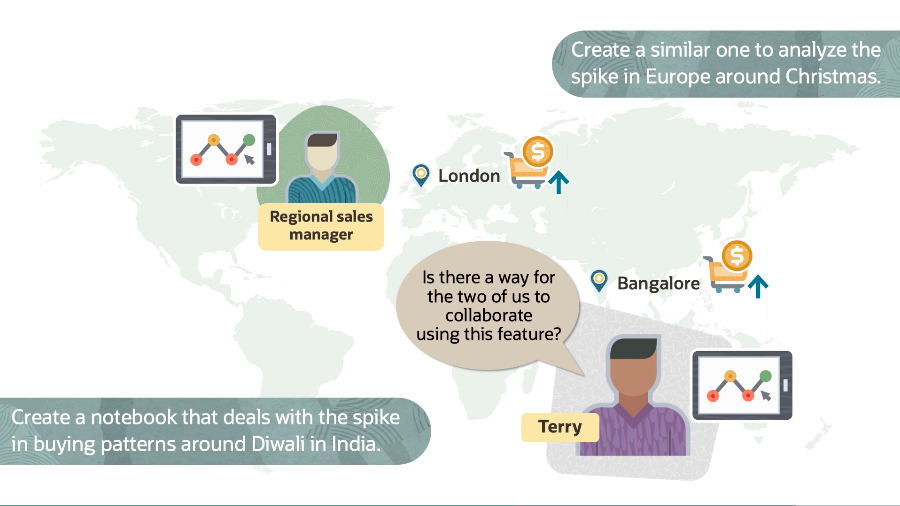 Create a similar one to analyze the
spike in Europe around Christmas.
$
London
Regional sales
manager
$
Bangalore
Is there a way for
the two of us to
collaborate
using this feature?
Create a notebook that deals with the spike
in buying patterns around Diwali in India.
Terry